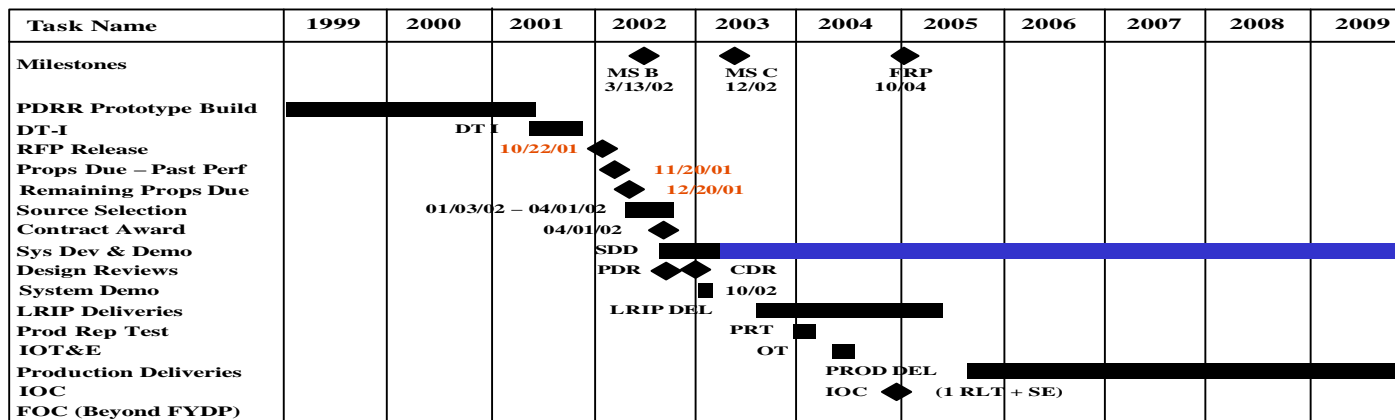 Task Name 1999 2000 2001 2002 2003 2004 2005 2006 2007 2008 2009
Milestones
MS B MS C FRP
3/13/02 12/02 10/04
PDRR Prototype Build
DT-I DT I
RFP Release 10/22/01
Props Due – Past Perf 11/20/01
Remaining Props Due 12/20/01
Source Selection 01/03/02 – 04/01/02
Contract Award 04/01/02
Sys Dev & Demo SDD
Design Reviews PDR CDR
System Demo 10/02
LRIP Deliveries LRIP DEL
Prod Rep Test PRT
IOT&E OT
Production Deliveries PROD DEL
IOC IOC (1 RLT + SE)
FOC (Beyond FYDP)